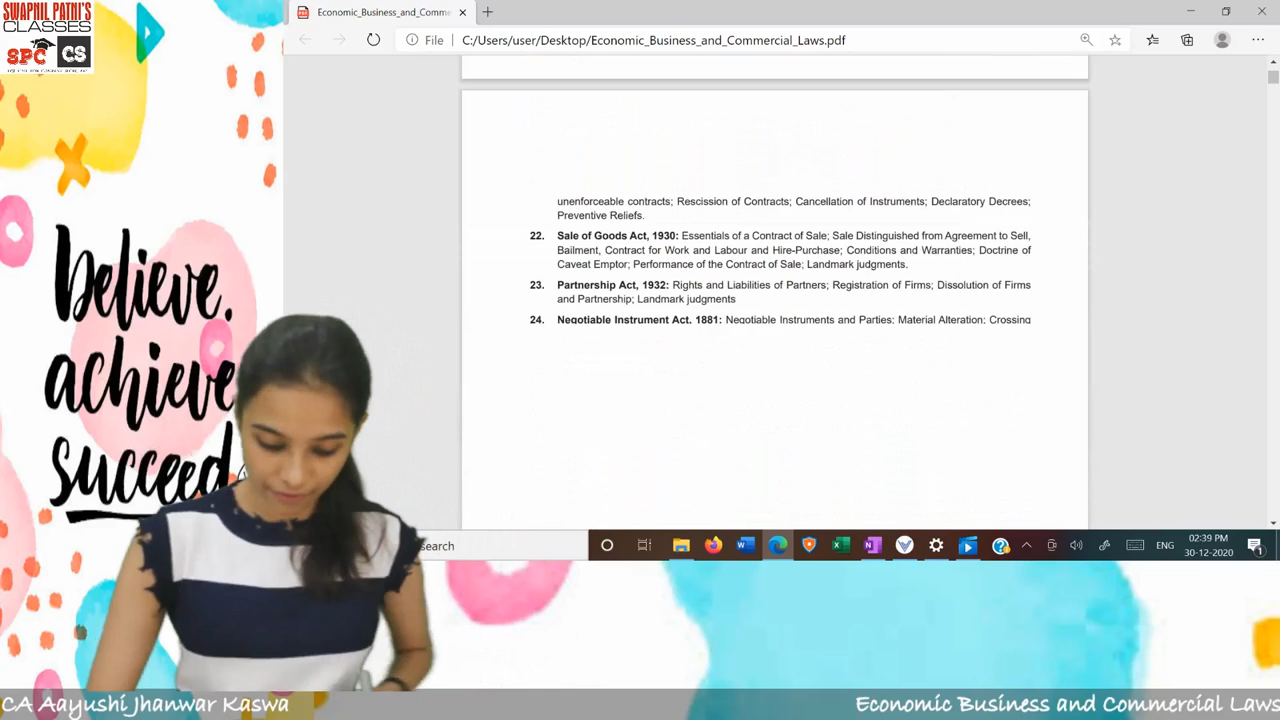 SWAPNIL PATNI'S
CLASSES
SPC CS
Economic_Business_and_Comme
File C:/Users/user/Desktop/Economic_Business_and_Commercial_Laws.pdf
unenforceable contracts; Rescission of Contracts; Cancellation of Instruments; Declaratory Decrees;
Preventive Reliefs.
22. Sale of Goods Act, 1930: Essentials of a Contract of Sale; Sale Distinguished from Agreement to Sell,
Bailment, Contract for Work and Labour and Hire-Purchase; Conditions and Warranties; Doctrine of
Caveat Emptor; Performance of the Contract of Sale; Landmark judgments.
23. Partnership Act, 1932: Rights and Liabilities of Partners; Registration of Firms; Dissolution of Firms
and Partnership; Landmark judgments
24. Negotiable Instrument Act, 1881: Negotiable Instruments and Parties; Material Alteration; Crossing
believe.
achieve
succeed
search
ENG
02:39 PM
30-12-2020
CA Aayushi Jhanwar Kaswa
Economic Business and Commercial Laws